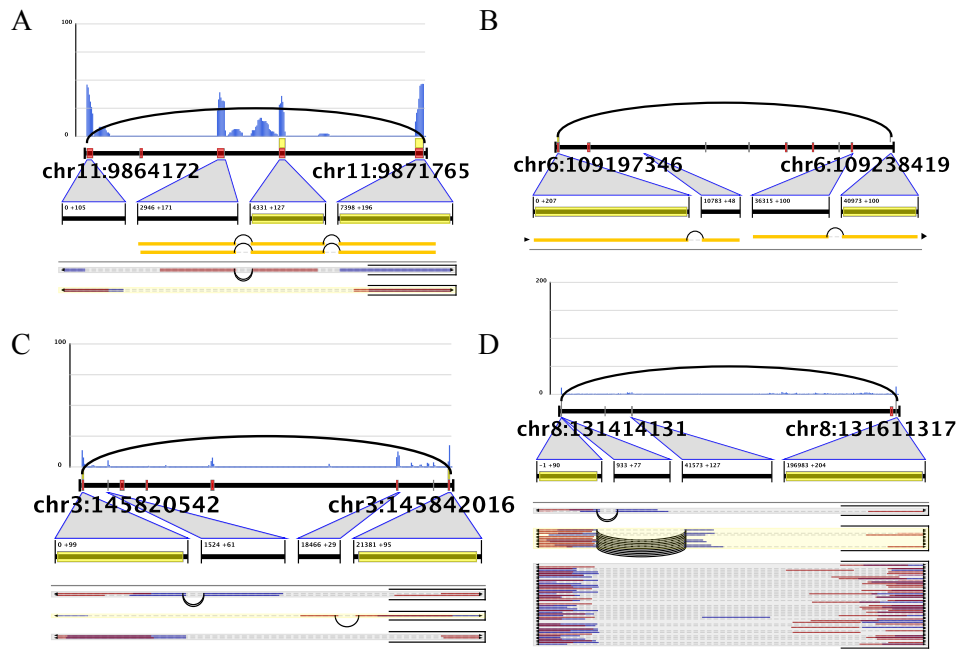 A
100
0
chr11:9864172 chr11:9871765
0 +105 2946 +171 4331 +127 7398 +196
B
chr6:109197346 chr6:109238419
0 +207 10783 +48 36315 +100 40973 +100
C
100
0
chr3:145820542 chr3:145842016
0 +99 1524 +61 18466 +29 21381 +95
D
200
0
chr8:131414131 chr8:131611317
-1 +90 933 +77 41573 +127 196983 +204